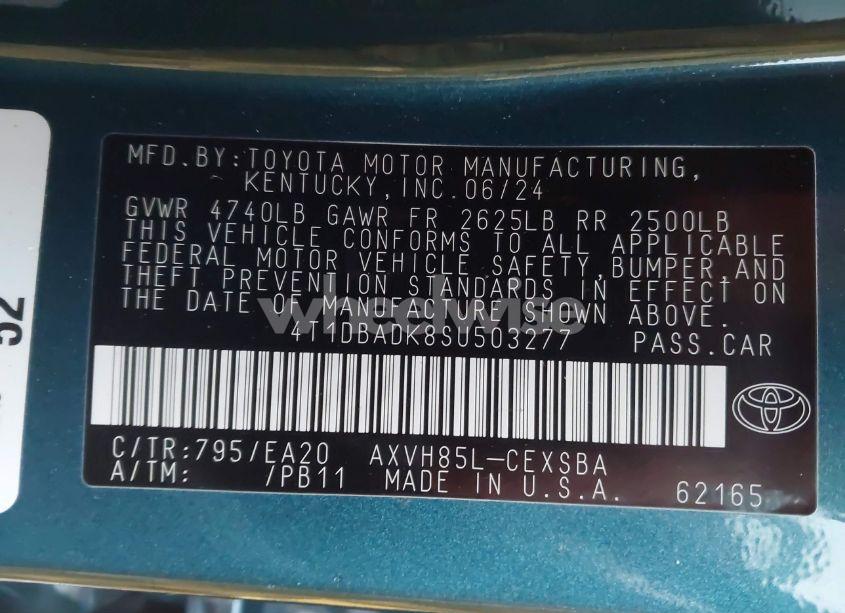 MFD.BY:TOYOTA MOTOR MANUFACTURING,
KENTUCKY,INC.06/24
GVWR 4740LB GAWR FR 2625LB RR 2500LB
THIS VEHICLE CONFORMS TO ALL APPLICABLE
FEDERAL MOTOR VEHICLE SAFETY,BUMPER,AND
THEFT PREVENTION STANDARDS IN EFFECT ON
THE DATE OF MANUFACTURE SHOWN ABOVE.
wheelwise
4T1DBADK8SU503277 PASS.CAR
C/TR:795/EA20 AXVH85L-CEXSBA
A/TM: /PB11 MADE IN U.S.A. 62165
52